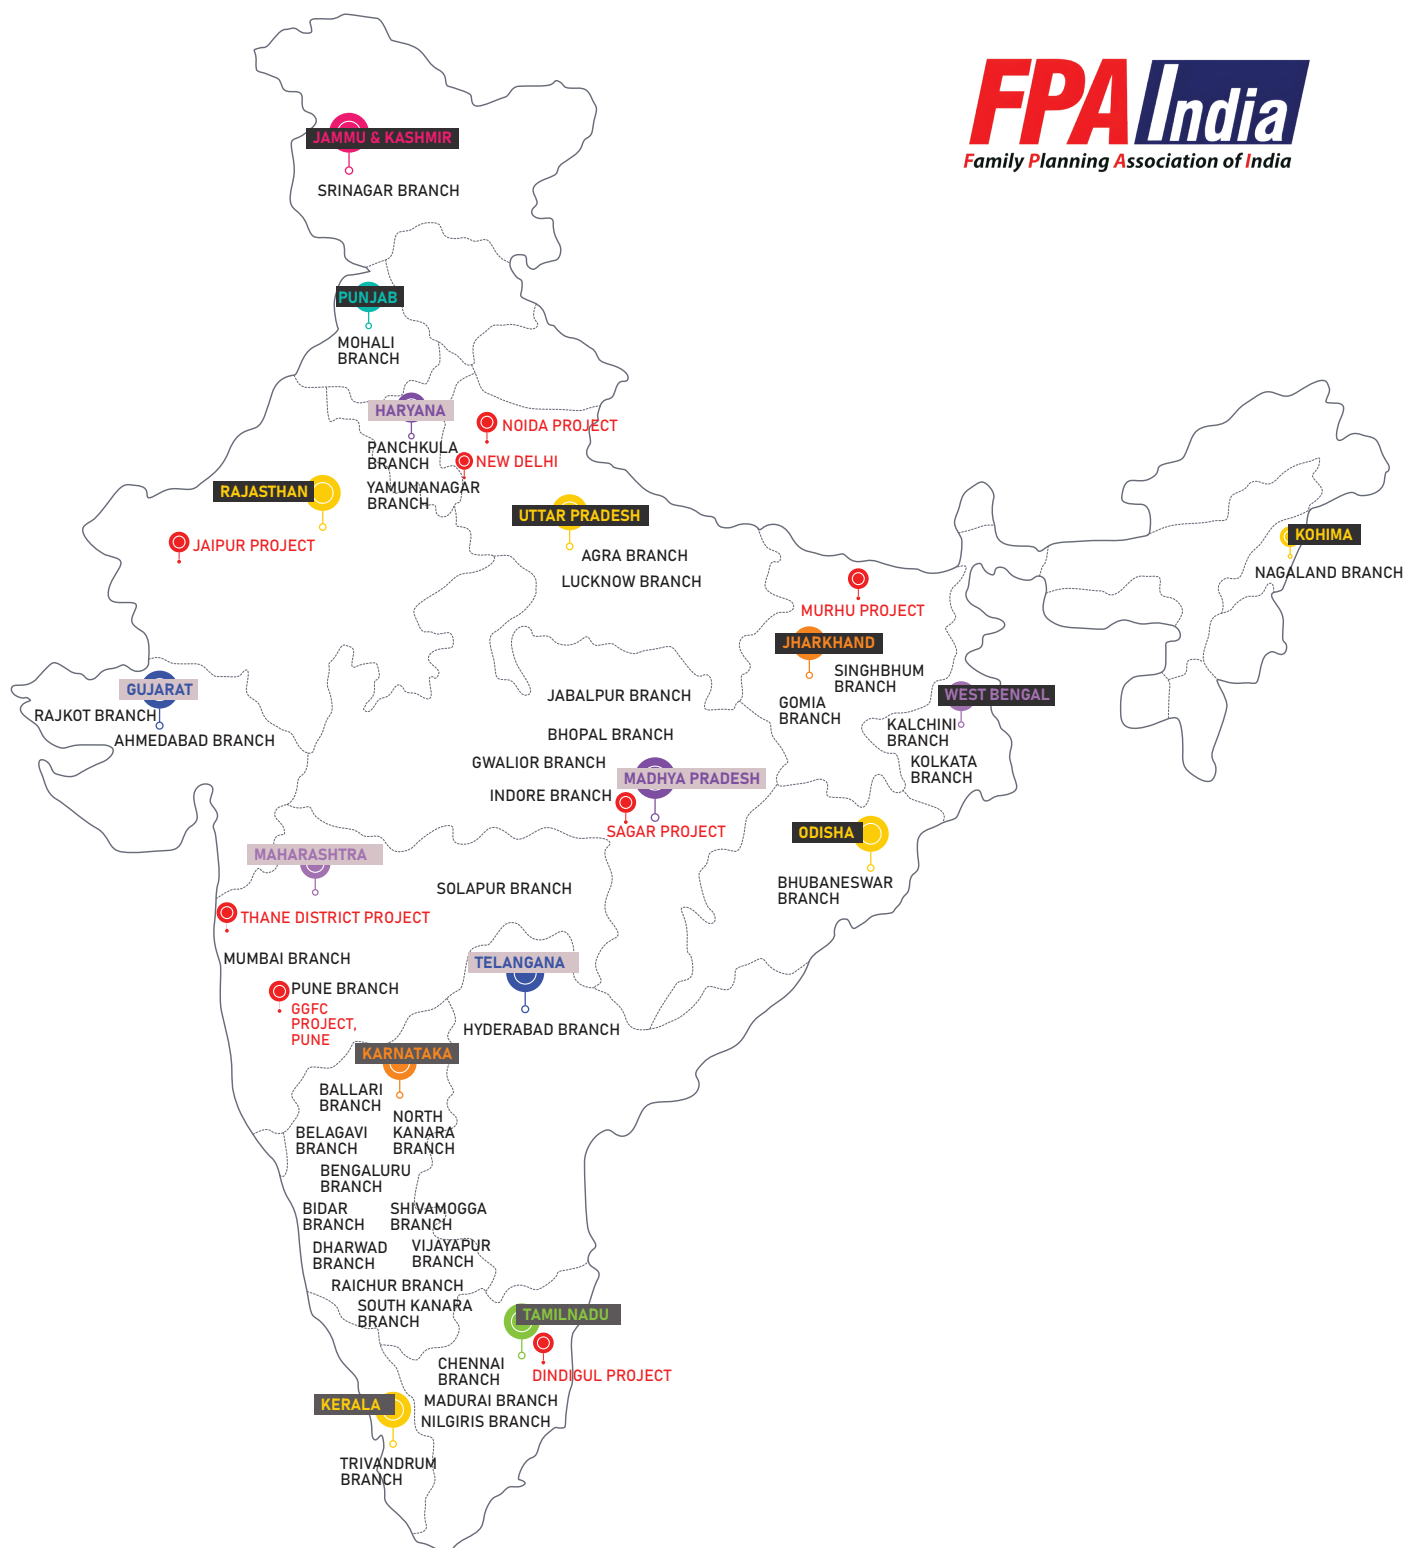 FPA India
Family Planning Association of India
JAMMU & KASHMIR
SRINAGAR BRANCH
PUNJAB
MOHALI
BRANCH
HARYANA
PANCHKULA
BRANCH
YAMUNANAGAR
BRANCH
NOIDA PROJECT
NEW DELHI
RAJASTHAN
JAIPUR PROJECT
UTTAR PRADESH
AGRA BRANCH
LUCKNOW BRANCH
KOHIMA
NAGALAND BRANCH
MURHU PROJECT
JHARKHAND
SINGHBHUM
BRANCH
GOMIA
BRANCH
WEST BENGAL
KALCHINI
BRANCH
KOLKATA
BRANCH
GUJARAT
RAJKOT BRANCH
AHMEDABAD BRANCH
JABALPUR BRANCH
BHOPAL BRANCH
GWALIOR BRANCH
MADHYA PRADESH
INDORE BRANCH
SAGAR PROJECT
ODISHA
BHUBANESWAR
BRANCH
MAHARASHTRA
SOLAPUR BRANCH
THANE DISTRICT PROJECT
MUMBAI BRANCH
PUNE BRANCH
GGFC
PROJECT,
PUNE
TELANGANA
HYDERABAD BRANCH
KARNATAKA
BALLARI
BRANCH
NORTH
KANARA
BRANCH
BELAGAVI
BRANCH
BENGALURU
BRANCH
BIDAR
BRANCH
SHIVAMOGGA
BRANCH
DHARWAD
BRANCH
VIJAYAPUR
BRANCH
RAICHUR BRANCH
SOUTH KANARA
BRANCH
TAMILNADU
CHENNAI
BRANCH
DINDIGUL PROJECT
MADURAI BRANCH
NILGIRIS BRANCH
KERALA
TRIVANDRUM
BRANCH